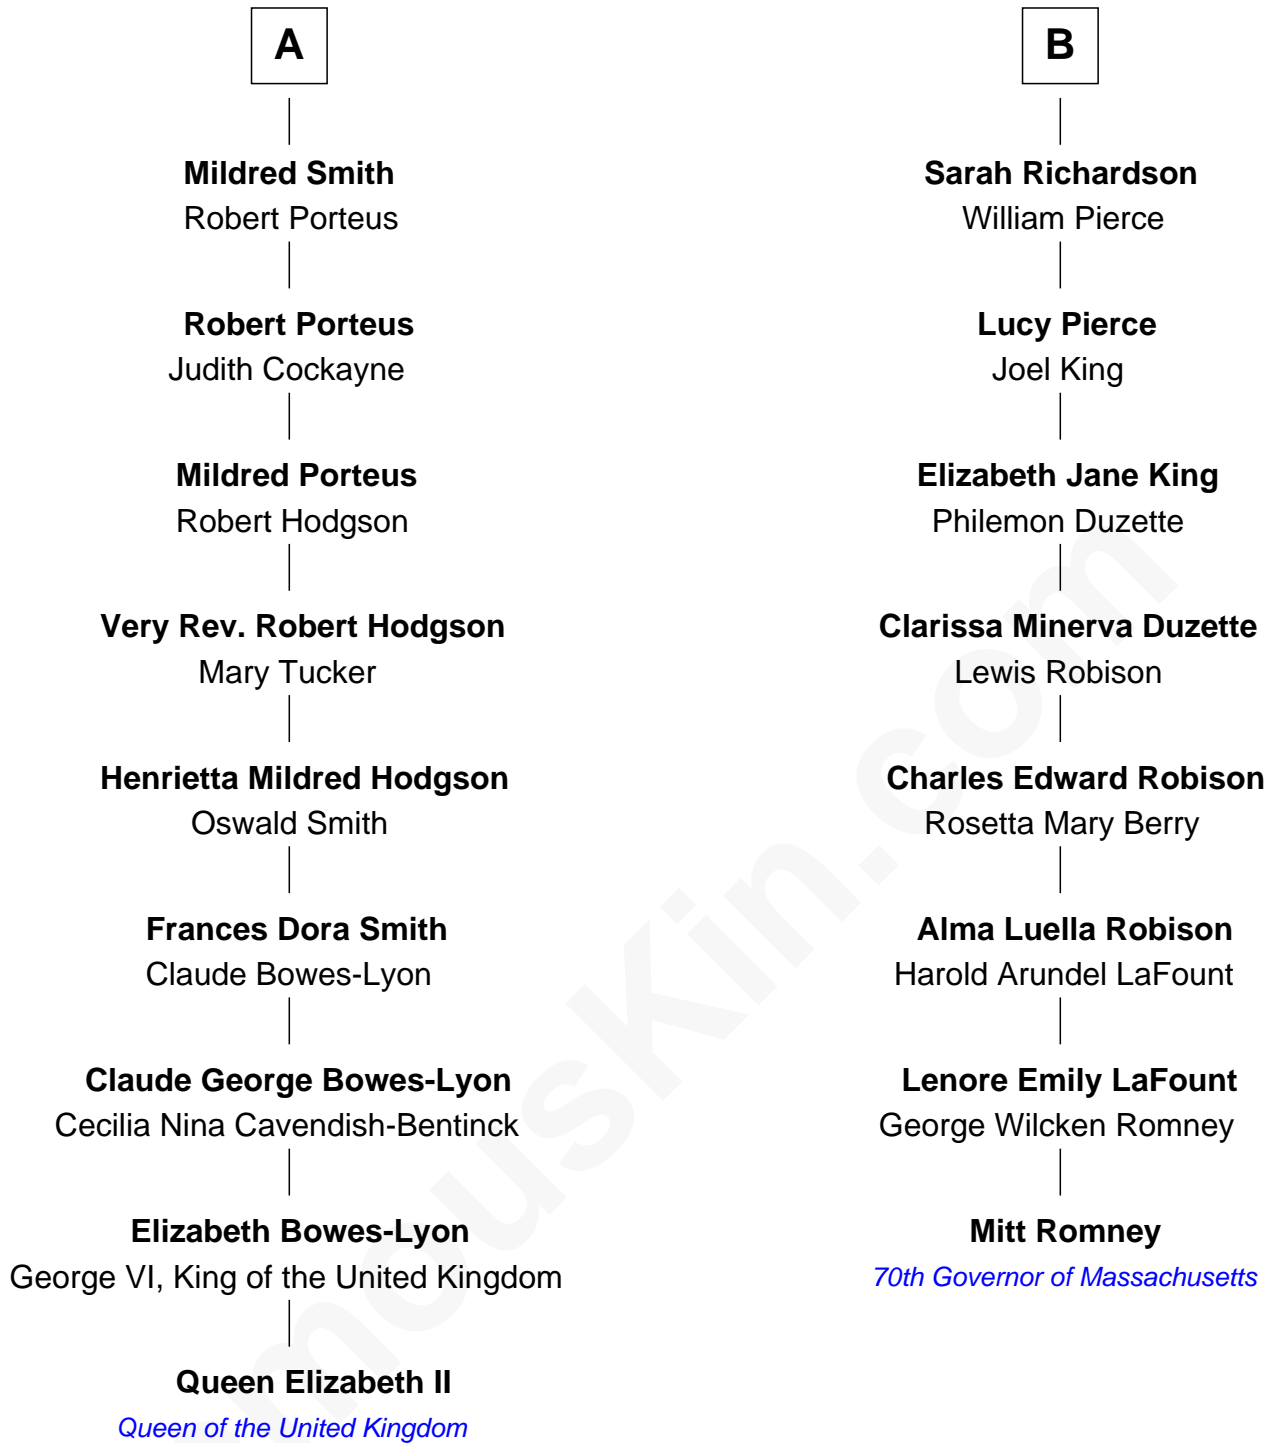 A
Mildred Smith
Robert Porteus
Robert Porteus
Judith Cockayne
Mildred Porteus
Robert Hodgson
Very Rev. Robert Hodgson
Mary Tucker
Henrietta Mildred Hodgson
Oswald Smith
Frances Dora Smith
Claude Bowes-Lyon
Claude George Bowes-Lyon
Cecilia Nina Cavendish-Bentinck
Elizabeth Bowes-Lyon
George VI, King of the United Kingdom
Queen Elizabeth II
Queen of the United Kingdom
B
Sarah Richardson
William Pierce
Lucy Pierce
Joel King
Elizabeth Jane King
Philemon Duzette
Clarissa Minerva Duzette
Lewis Robison
Charles Edward Robison
Rosetta Mary Berry
Alma Luella Robison
Harold Arundel LaFount
Lenore Emily LaFount
George Wilcken Romney
Mitt Romney
70th Governor of Massachusetts
mousKin.com